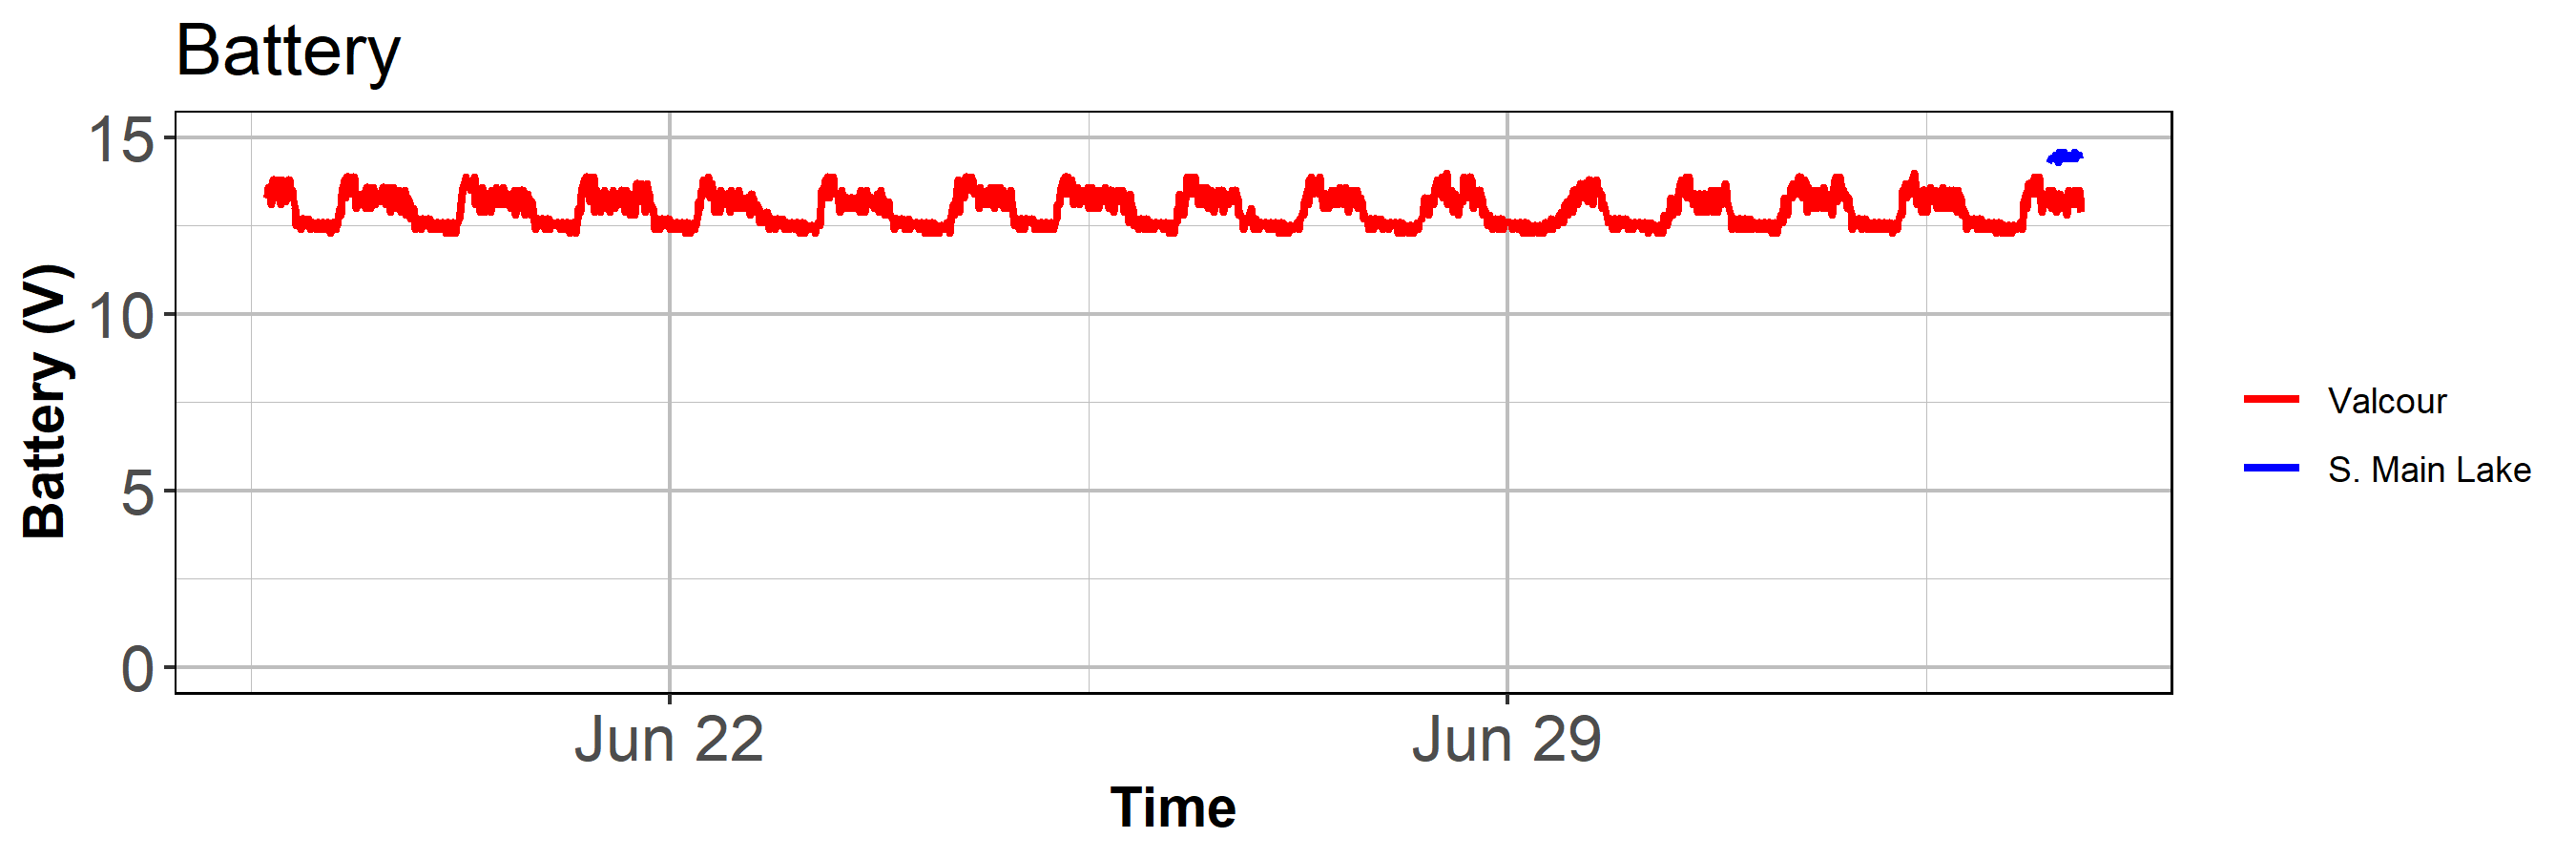 Battery
15
10
5
0
Battery (V)
Jun 22
Jun 29
Time
Valcour
S. Main Lake